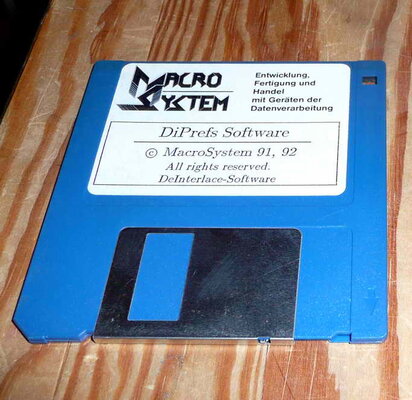 MACRO
SYSTEM
Entwicklung,
Fertigung und
Handel
mit Geräten der
Datenverarbeitung
DiPrefs Software
© MacroSystem 91, 92
All rights reserved.
DeInterlace-Software